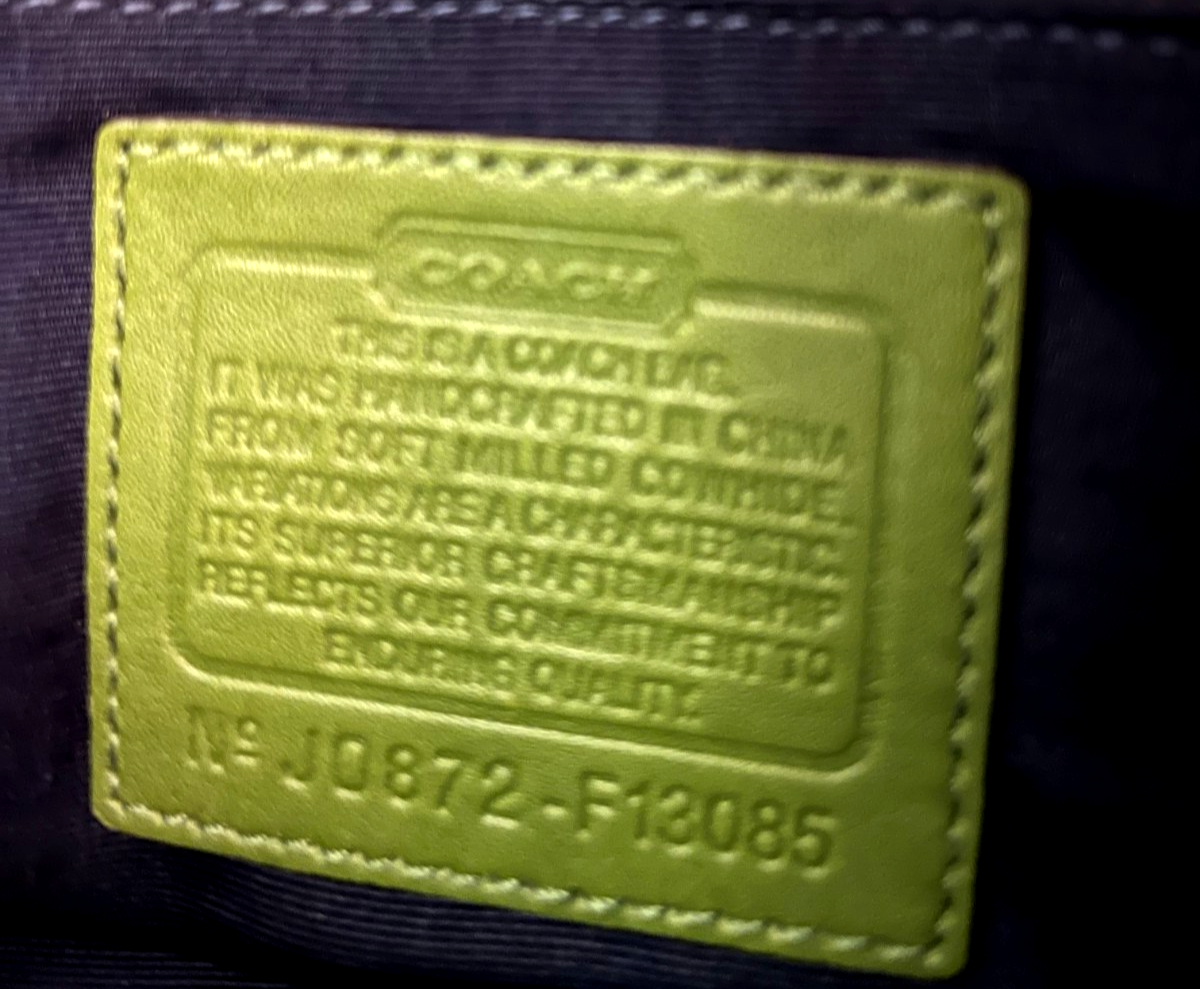 COACH
THIS IS A COACH BAG.
IT WAS HANDCRAFTED IN CHINA
FROM SOFT MILLED COWHIDE.
VARIATIONS ARE A CHARACTERISTIC.
ITS SUPERIOR CRAFTSMANSHIP
REFLECTS OUR COMMITMENT TO
ENDURING QUALITY.
Nº J0872-F13085